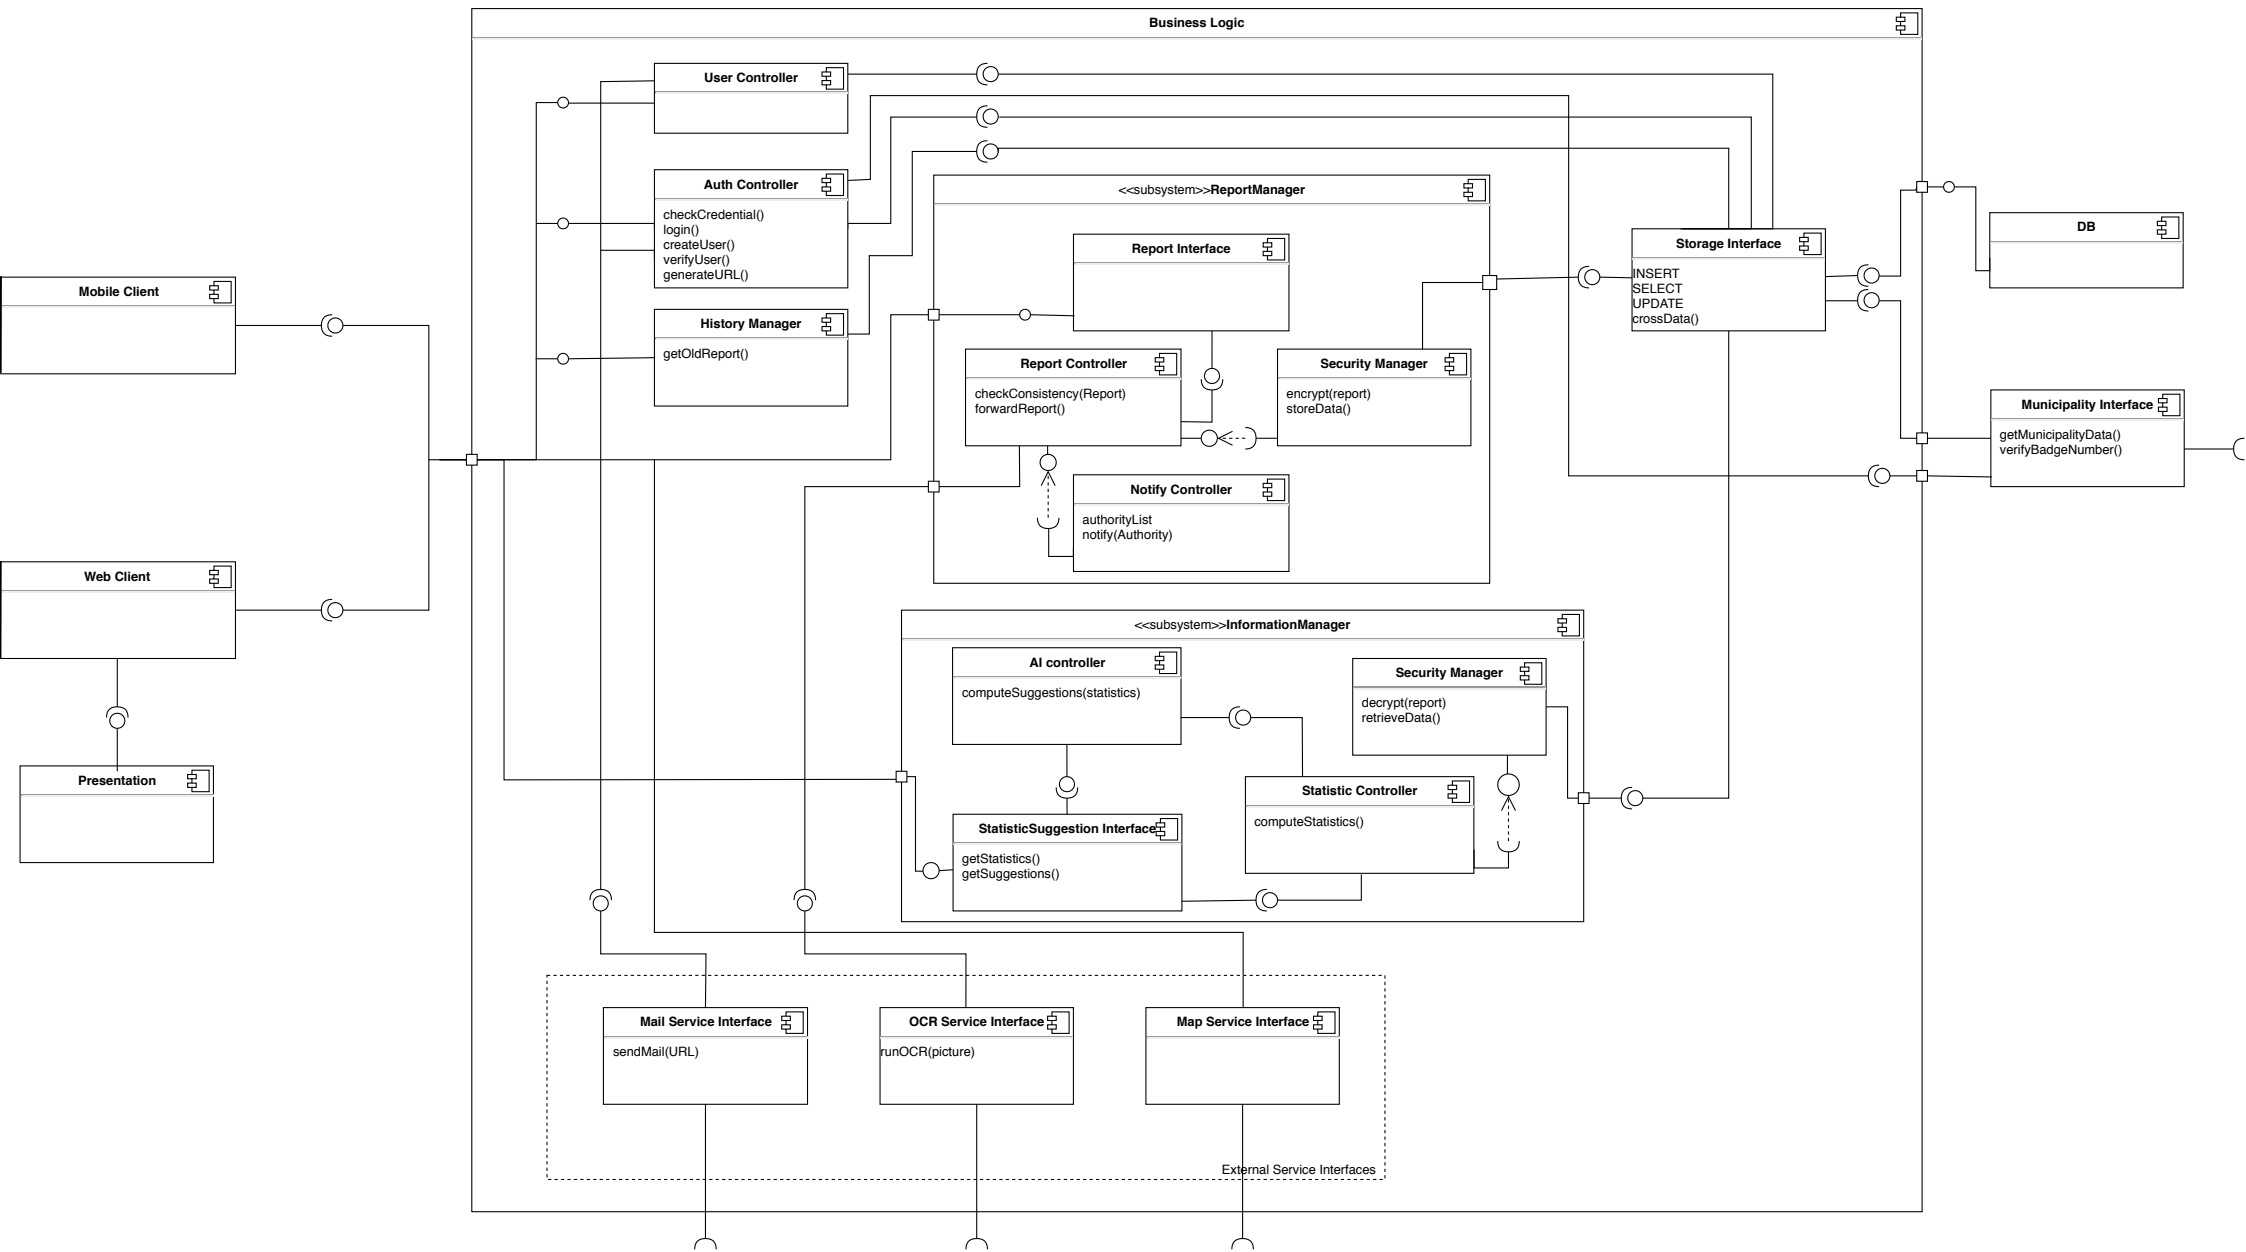 Business Logic
User Controller
Auth Controller
checkCredential()
login()
createUser()
verifyUser()
generateURL()
History Manager
getOldReport()
Mobile Client
Web Client
Presentation
<<subsystem>>ReportManager
Report Interface
Report Controller
checkConsistency(Report)
forwardReport()
Security Manager
encrypt(report)
storeData()
Notify Controller
authorityList
notify(Authority)
Storage Interface
INSERT
SELECT
UPDATE
crossData()
DB
Municipality Interface
getMunicipalityData()
verifyBadgeNumber()
<<subsystem>>InformationManager
AI controller
computeSuggestions(statistics)
Security Manager
decrypt(report)
retrieveData()
Statistic Controller
computeStatistics()
StatisticSuggestion Interface
getStatistics()
getSuggestions()
Mail Service Interface
sendMail(URL)
OCR Service Interface
runOCR(picture)
Map Service Interface
External Service Interfaces